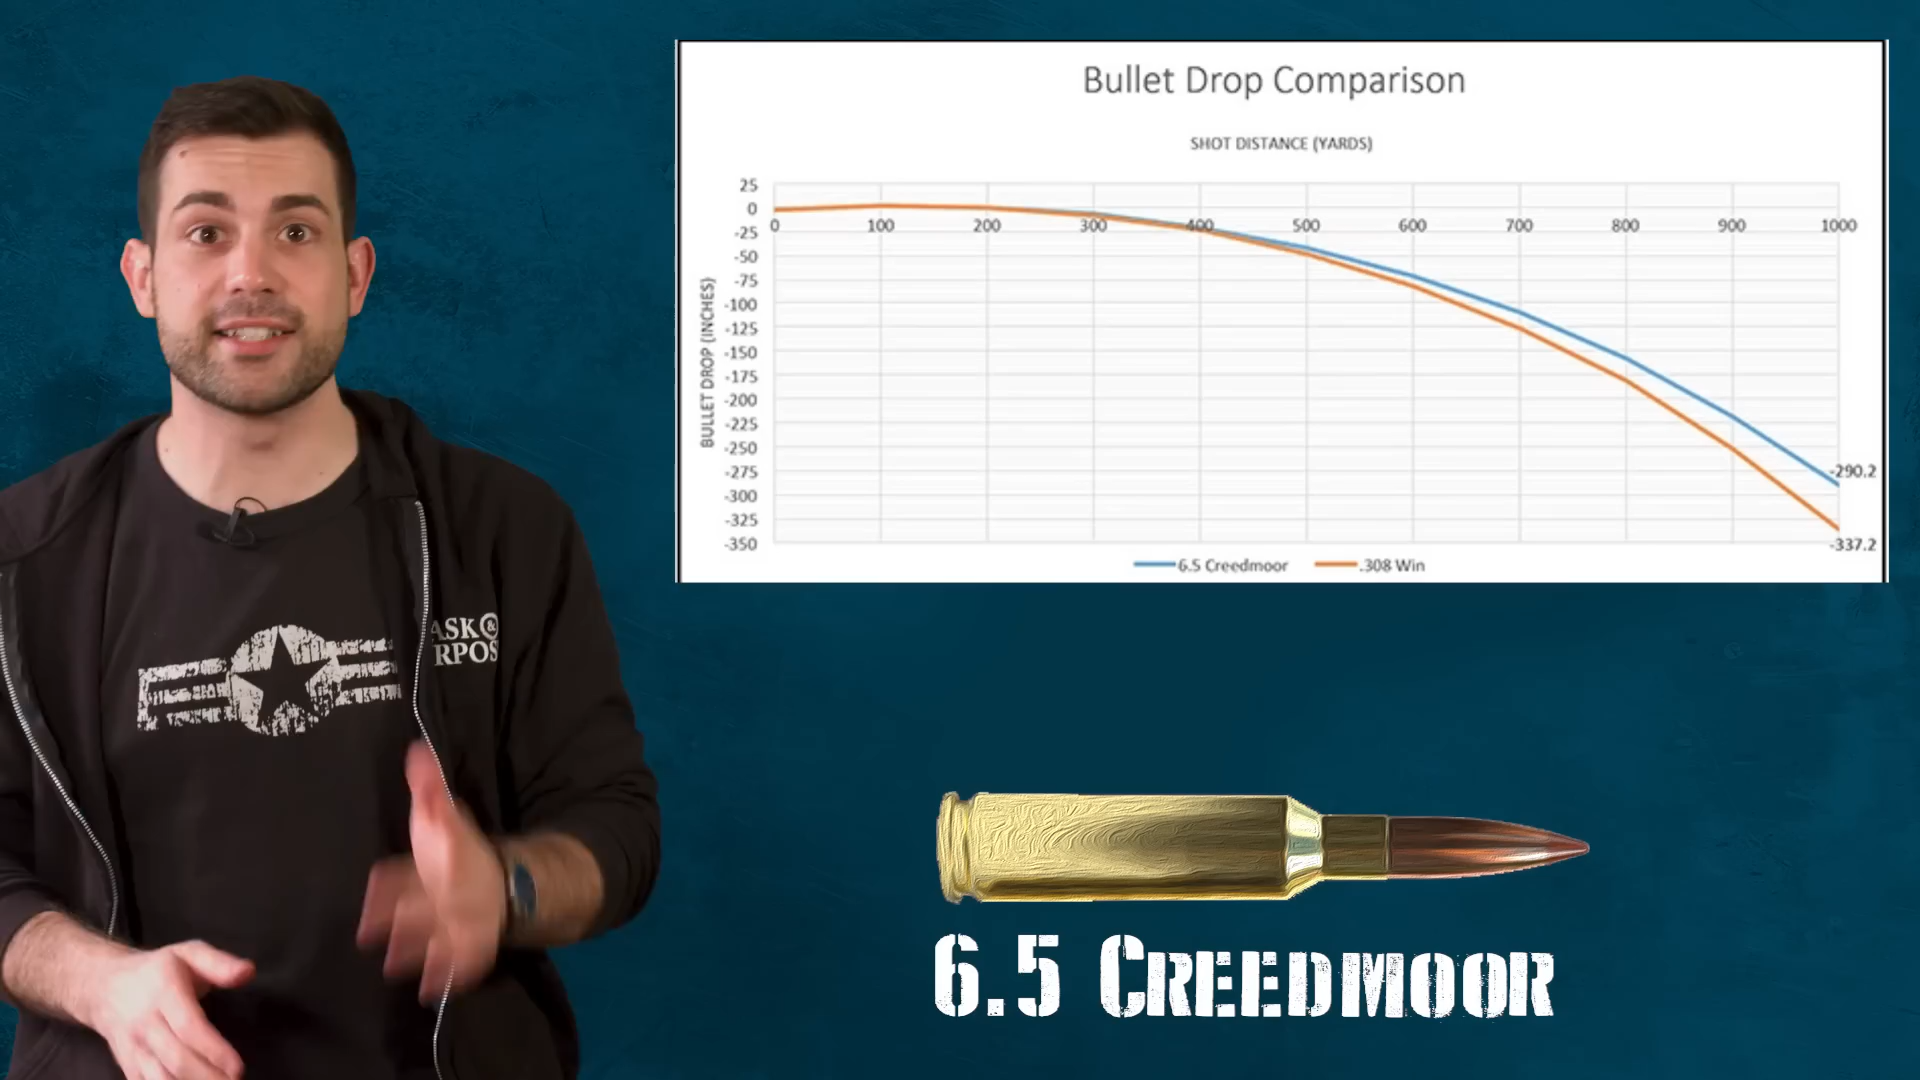 Bullet Drop Comparison
SHOT DISTANCE (YARDS)
BULLET DROP (INCHES)
25
0
-25
-50
-75
-100
-125
-150
-175
-200
-225
-250
-275
-300
-325
-350
0 100 200 300 400 500 600 700 800 900 1000
-290.2
-337.2
6.5 Creedmoor .308 Win
ASK &
RPOS
6.5 CREEDMOOR